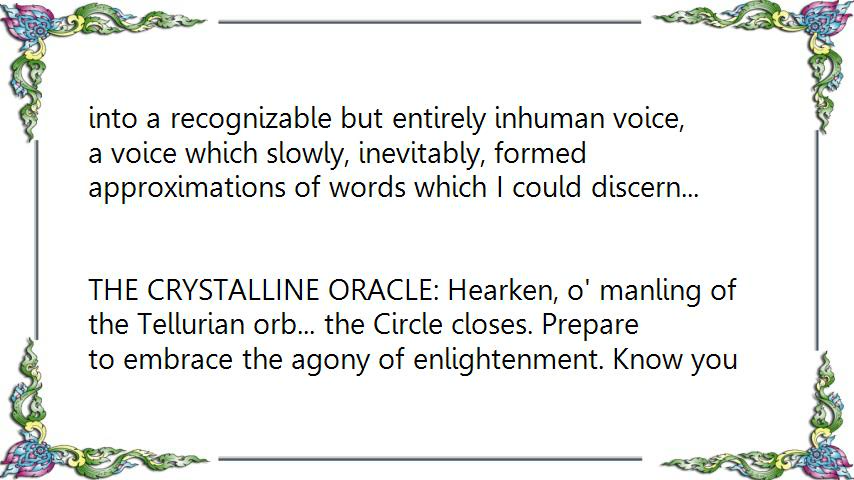 into a recognizable but entirely inhuman voice,
a voice which slowly, inevitably, formed
approximations of words which I could discern...
THE CRYSTALLINE ORACLE: Hearken, o' manling of
the Tellurian orb... the Circle closes. Prepare
to embrace the agony of enlightenment. Know you